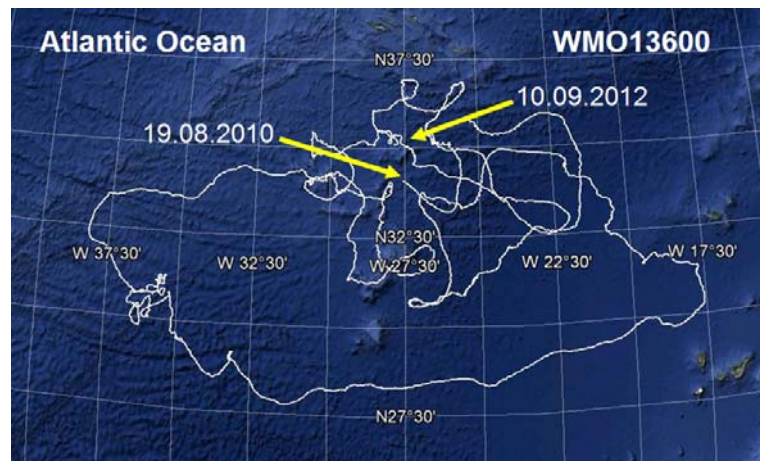 Atlantic Ocean
WMO13600
N37°30'
10.09.2012
19.08.2010
N32°30'
W 37°30'
W 32°30'
W 27°30'
W 22°30'
W 17°30'
N27°30'